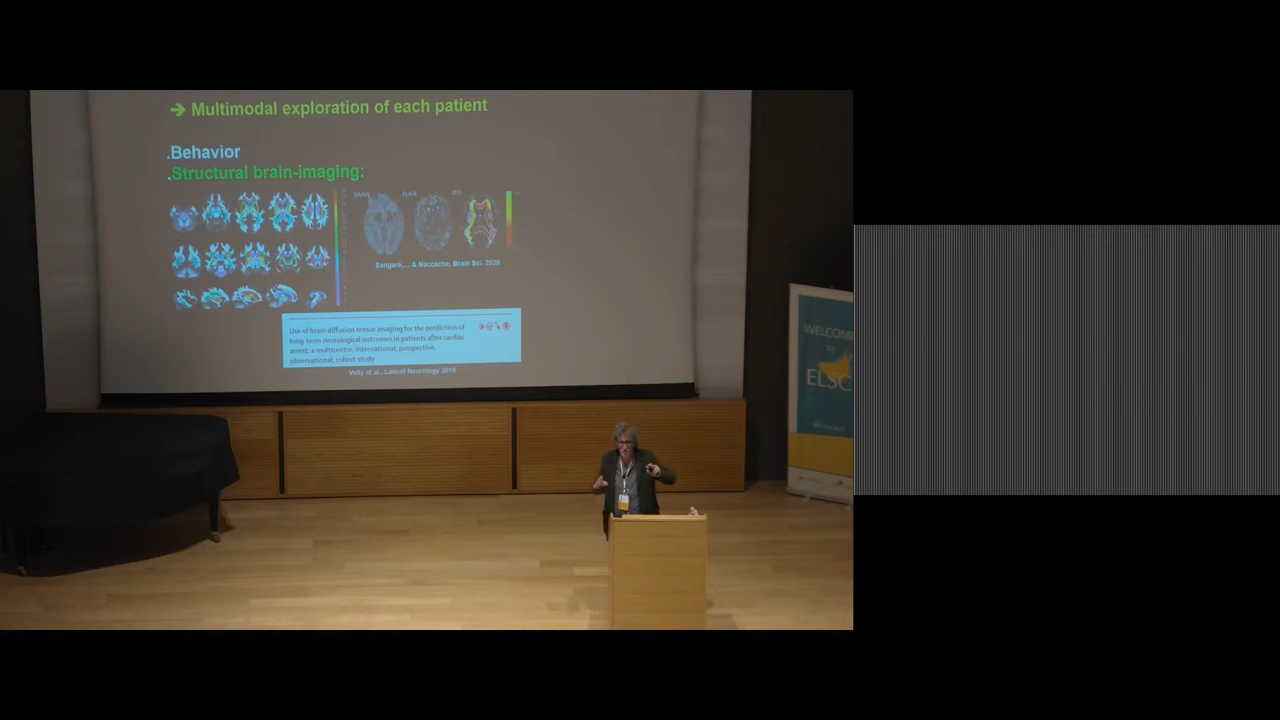 ➔ Multimodal exploration of each patient
.Behavior
.Structural brain-imaging:
SWAN FLAIR DTI
Sangaré,... & Naccache, Brain Sci. 2020
Use of brain diffusion tensor imaging for the prediction of
long-term neurological outcomes in patients after cardiac
arrest: a multicentre, international, prospective,
observational, cohort study
Velly et al., Lancet Neurology 2018
WELCOME
TO
ELSC